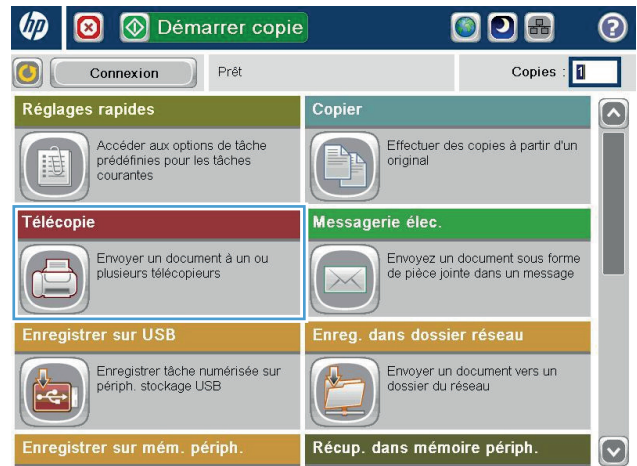 hp
Démarrer copie
?
Connexion
Prêt
Copies : 1
Réglages rapides
Accéder aux options de tâche
prédéfinies pour les tâches
courantes
Copier
Effectuer des copies à partir d'un
original
Télécopie
Envoyer un document à un ou
plusieurs télécopieurs
Messagerie élec.
Envoyez un document sous forme
de pièce jointe dans un message
Enregistrer sur USB
Enregistrer tâche numérisée sur
périph. stockage USB
Enreg. dans dossier réseau
Envoyer un document vers un
dossier du réseau
Enregistrer sur mém. périph.
Récup. dans mémoire périph.